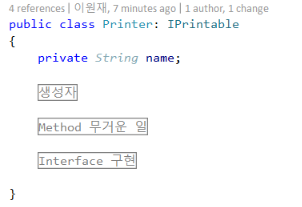 4 references | 이원재, 7 minutes ago | 1 author, 1 change
public class Printer: IPrintable
{
private String name;
생성자
Method 무거운 일
Interface 구현
}